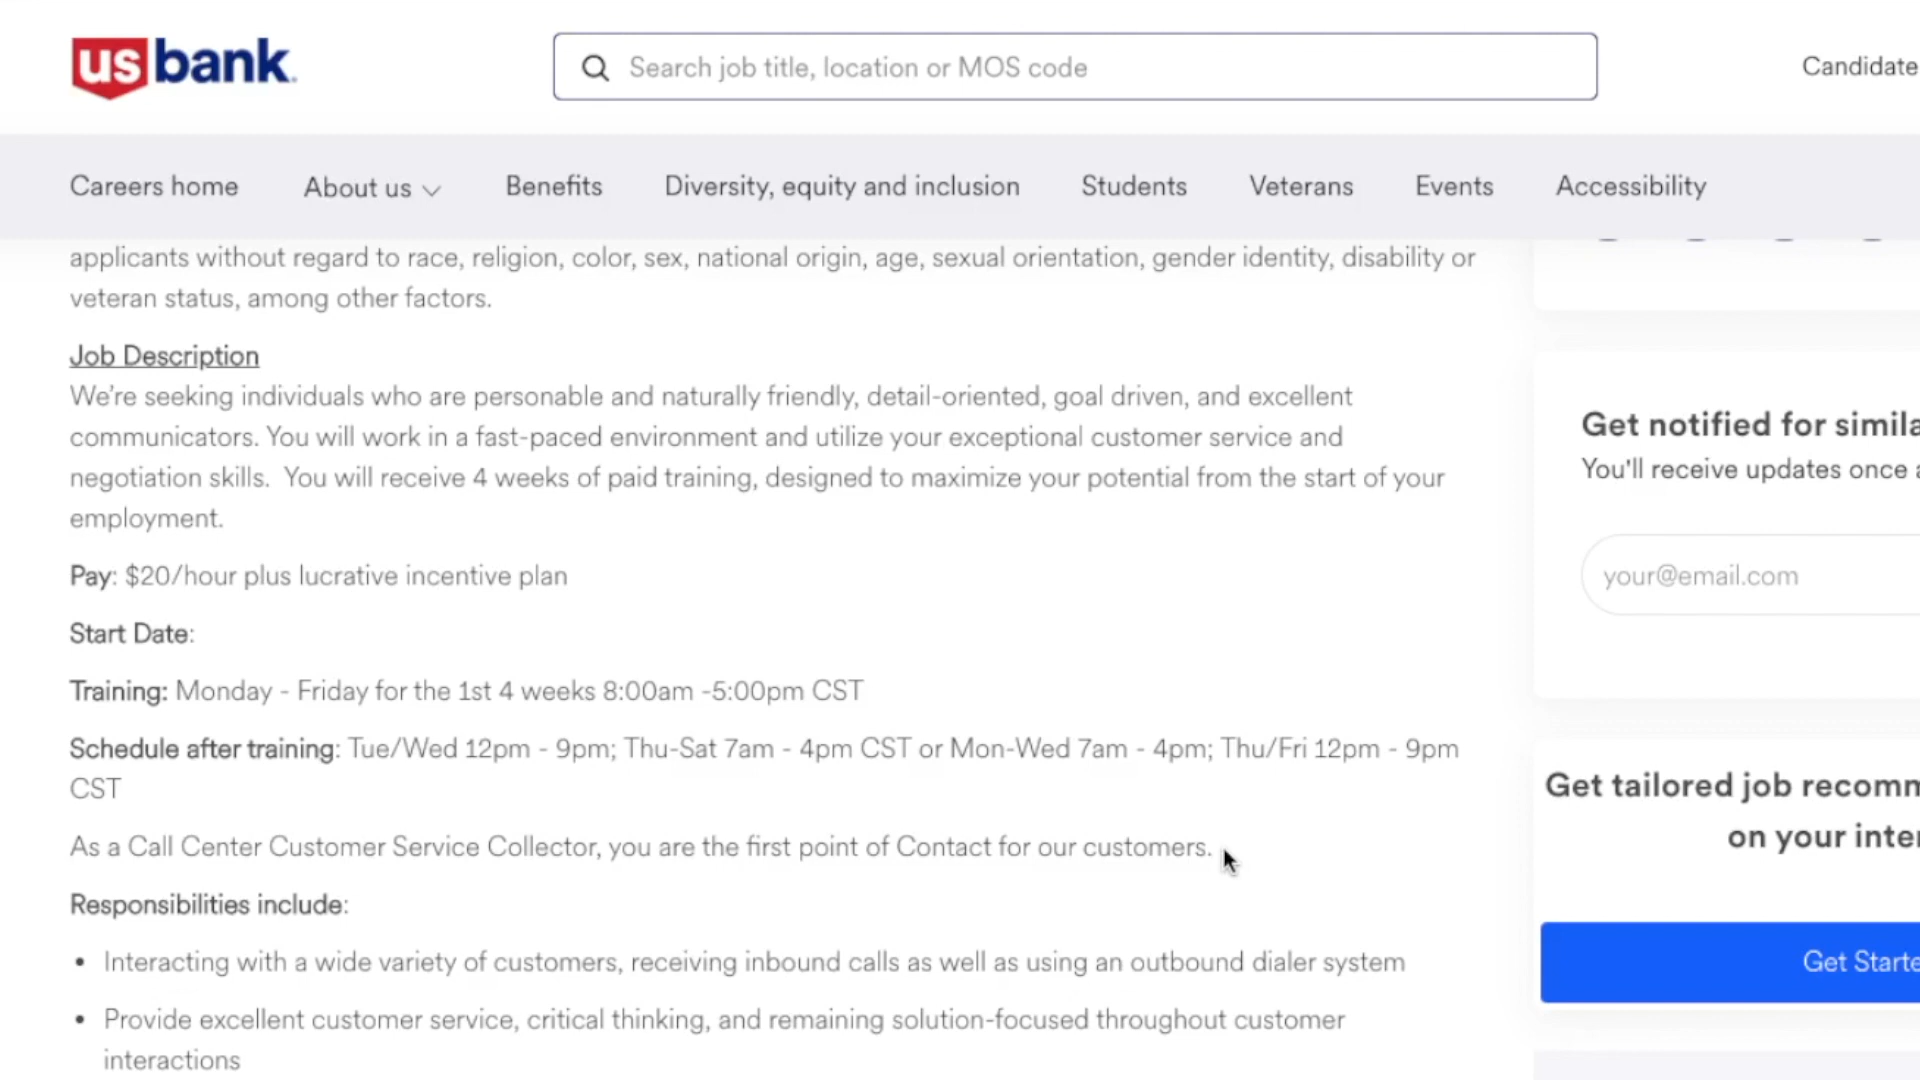 us bank.
Search job title, location or MOS code
Candidate
Careers home
About us
Benefits
Diversity, equity and inclusion
Students
Veterans
Events
Accessibility
applicants without regard to race, religion, color, sex, national origin, age, sexual orientation, gender identity, disability or
veteran status, among other factors.
Job Description
We're seeking individuals who are personable and naturally friendly, detail-oriented, goal driven, and excellent
communicators. You will work in a fast-paced environment and utilize your exceptional customer service and
negotiation skills.  You will receive 4 weeks of paid training, designed to maximize your potential from the start of your
employment.
Pay: $20/hour plus lucrative incentive plan
Start Date:
Training: Monday - Friday for the 1st 4 weeks 8:00am -5:00pm CST
Schedule after training: Tue/Wed 12pm - 9pm; Thu-Sat 7am - 4pm CST or Mon-Wed 7am - 4pm; Thu/Fri 12pm - 9pm
CST
As a Call Center Customer Service Collector, you are the first point of Contact for our customers.
Responsibilities include:
• Interacting with a wide variety of customers, receiving inbound calls as well as using an outbound dialer system
• Provide excellent customer service, critical thinking, and remaining solution-focused throughout customer
interactions
Get notified for simila
You'll receive updates once a
your@email.com
Get tailored job recomm
on your inter
Get Starte